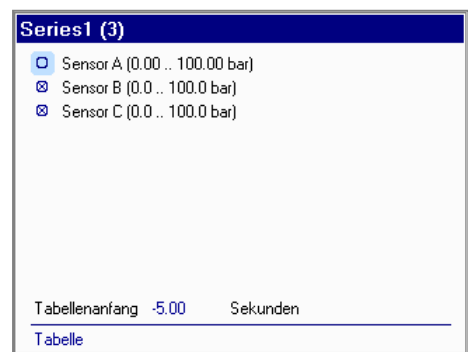 Series1 (3)
Sensor A (0.00 .. 100.00 bar)
Sensor B (0.0 .. 100.0 bar)
Sensor C (0.0 .. 100.0 bar)
Tabellenanfang -5.00 Sekunden
Tabelle